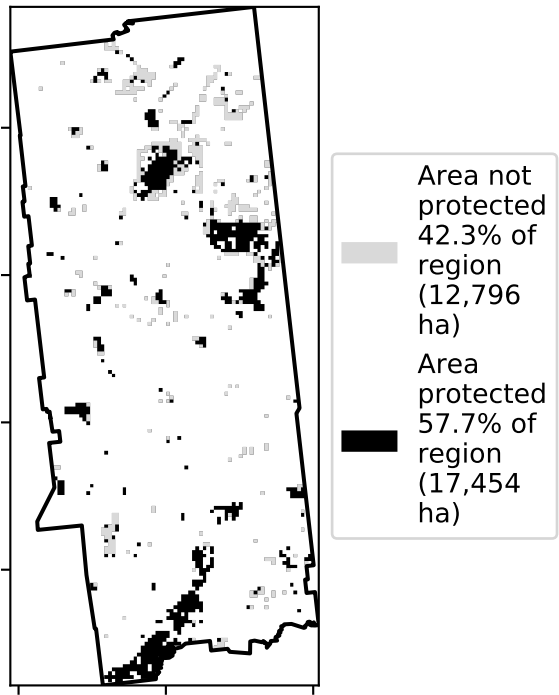 Area not
protected
42.3% of
region
(12,796
ha)
Area
protected
57.7% of
region
(17,454
ha)